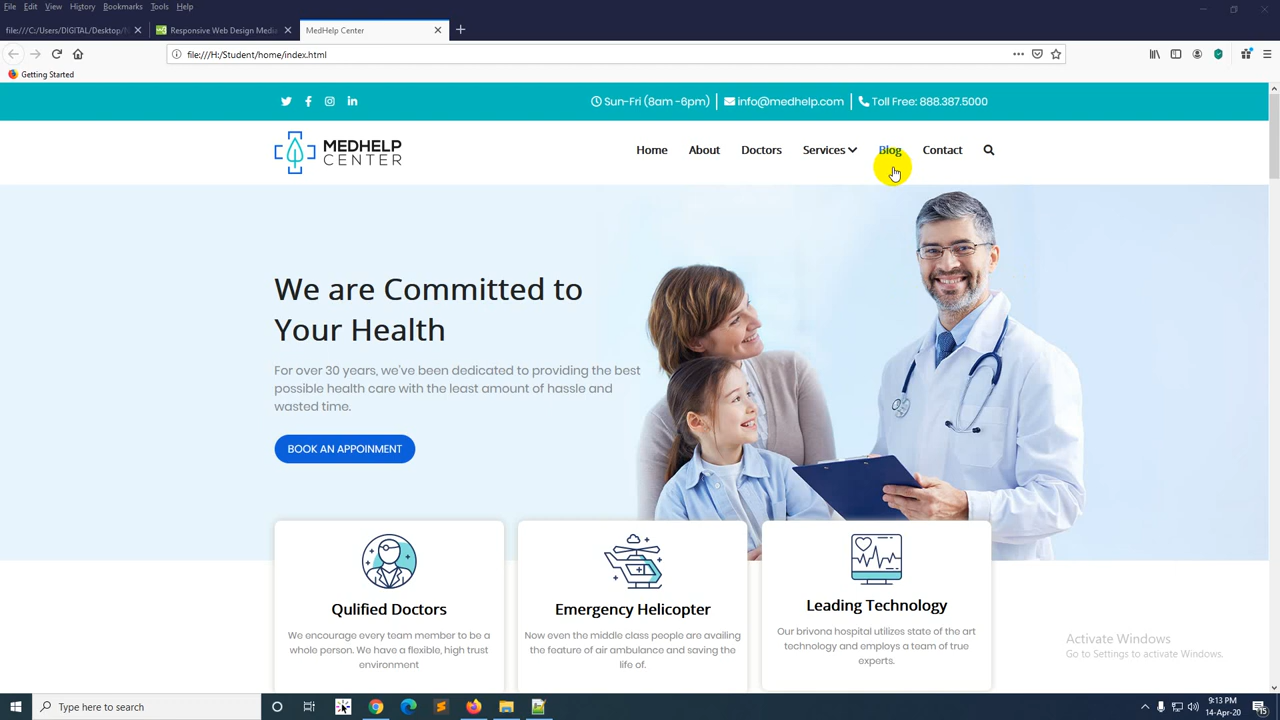 File Edit View History Bookmarks Tools Help
file:///C:/Users/DIGITAL/Desktop/ Responsive Web Design Medi MedHelp Center
file:///H:/Student/home/index.html
Getting Started
Sun-Fri (8am -6pm) info@medhelp.com Toll Free: 888.387.5000
MEDHELP
CENTER
Home About Doctors Services Blog Contact
We are Committed to
Your Health
For over 30 years, we've been dedicated to providing the best
possible health care with the least amount of hassle and
wasted time.
BOOK AN APPOINMENT
Qulified Doctors
We encourage every team member to be a
whole person. We have a flexible, high trust
environment
Emergency Helicopter
Now even the middle class people are availing
the feature of air ambulance and saving the
life of.
Leading Technology
Our brivona hospital utilizes state of the art
technology and employs a team of true
experts.
Activate Windows
Go to Settings to activate Windows.
Type here to search
9:13 PM
14-Apr-20
15